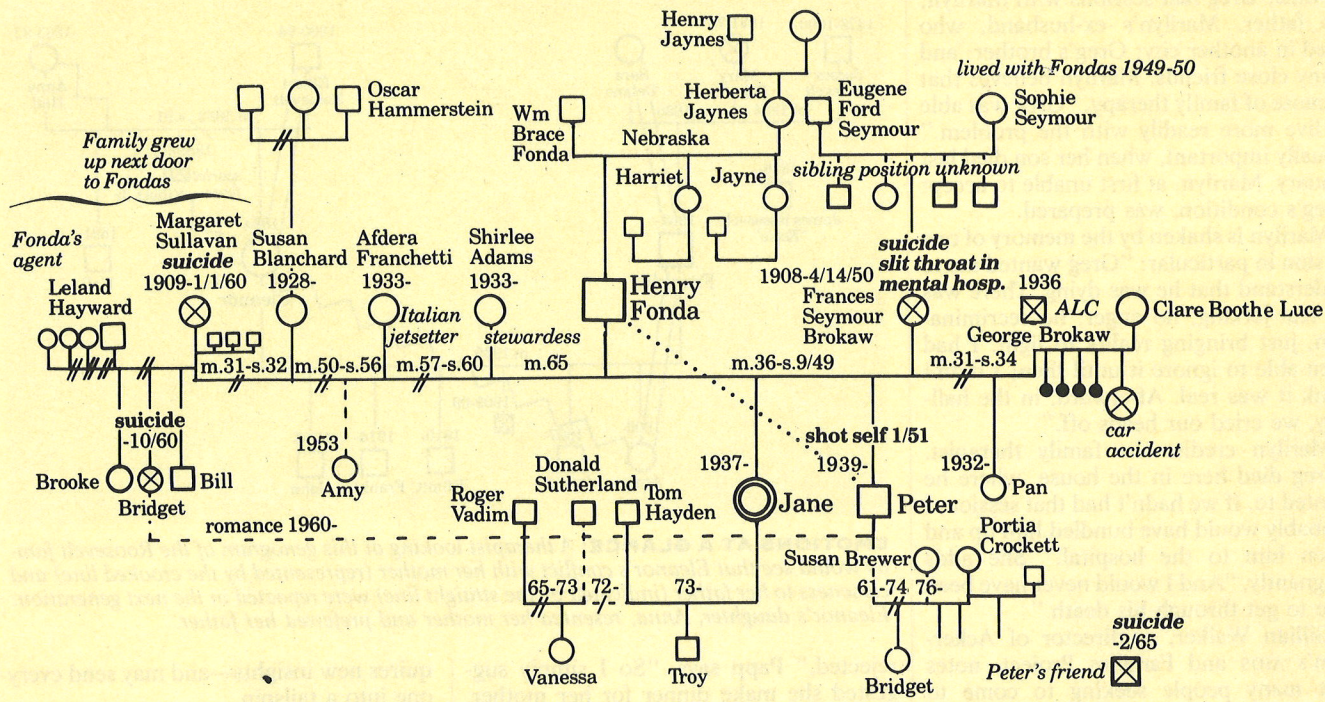 Henry
Jaynes
Oscar
Hammerstein
Wm
Brace
Fonda
Nebraska
Herberta
Jaynes
Eugene
Ford
Seymour
lived with Fondas 1949-50
Sophie
Seymour
Family grew
up next door
to Fondas
Harriet
Jayne
sibling position unknown
Fonda's
agent
Leland
Hayward
Margaret
Sullavan
suicide
1909-1/1/60
Susan
Blanchard
1928-
Afdera
Franchetti
1933-
Italian
jetsetter
Shirlee
Adams
1933-
stewardess
Henry
Fonda
1908-4/14/50
Frances
Seymour
Brokaw
suicide
slit throat in
mental hosp.
1936
ALC
George Brokaw
Clare Boothe Luce
m.31-s.32
m.50-s.56
m.57-s.60
m.65
m.36-s.9/49
m.31-s.34
suicide
-10/60
Brooke
Bridget
Bill
1953
Amy
car
accident
shot self 1/51
1937-
Jane
1939-
Peter
1932-
Pan
romance 1960-
Roger
Vadim
Donald
Sutherland
Tom
Hayden
65-73
72-
73-
Vanessa
Troy
Susan Brewer
Portia
Crockett
61-74
76-
Bridget
suicide
-2/65
Peter's friend